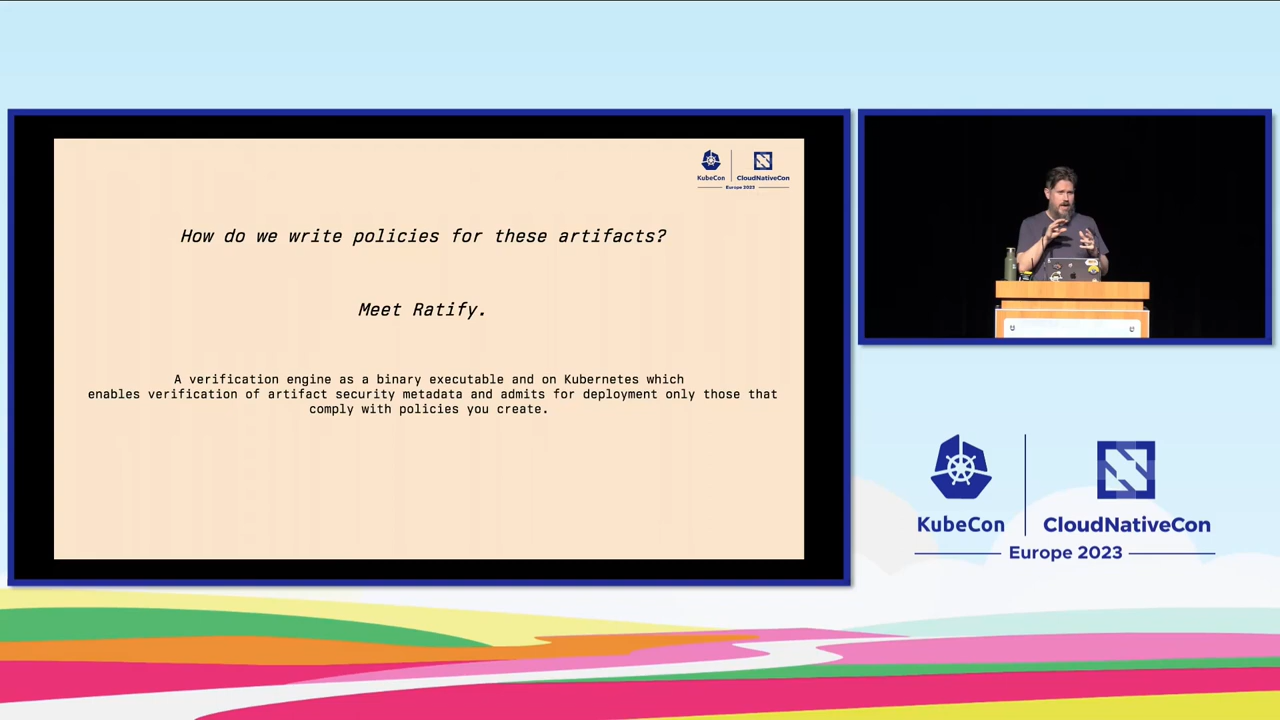 KubeCon
CloudNativeCon
Europe 2023
How do we write policies for these artifacts?
Meet Ratify.
A verification engine as a binary executable and on Kubernetes which
enables verification of artifact security metadata and admits for deployment only those that
comply with policies you create.
KubeCon
CloudNativeCon
Europe 2023